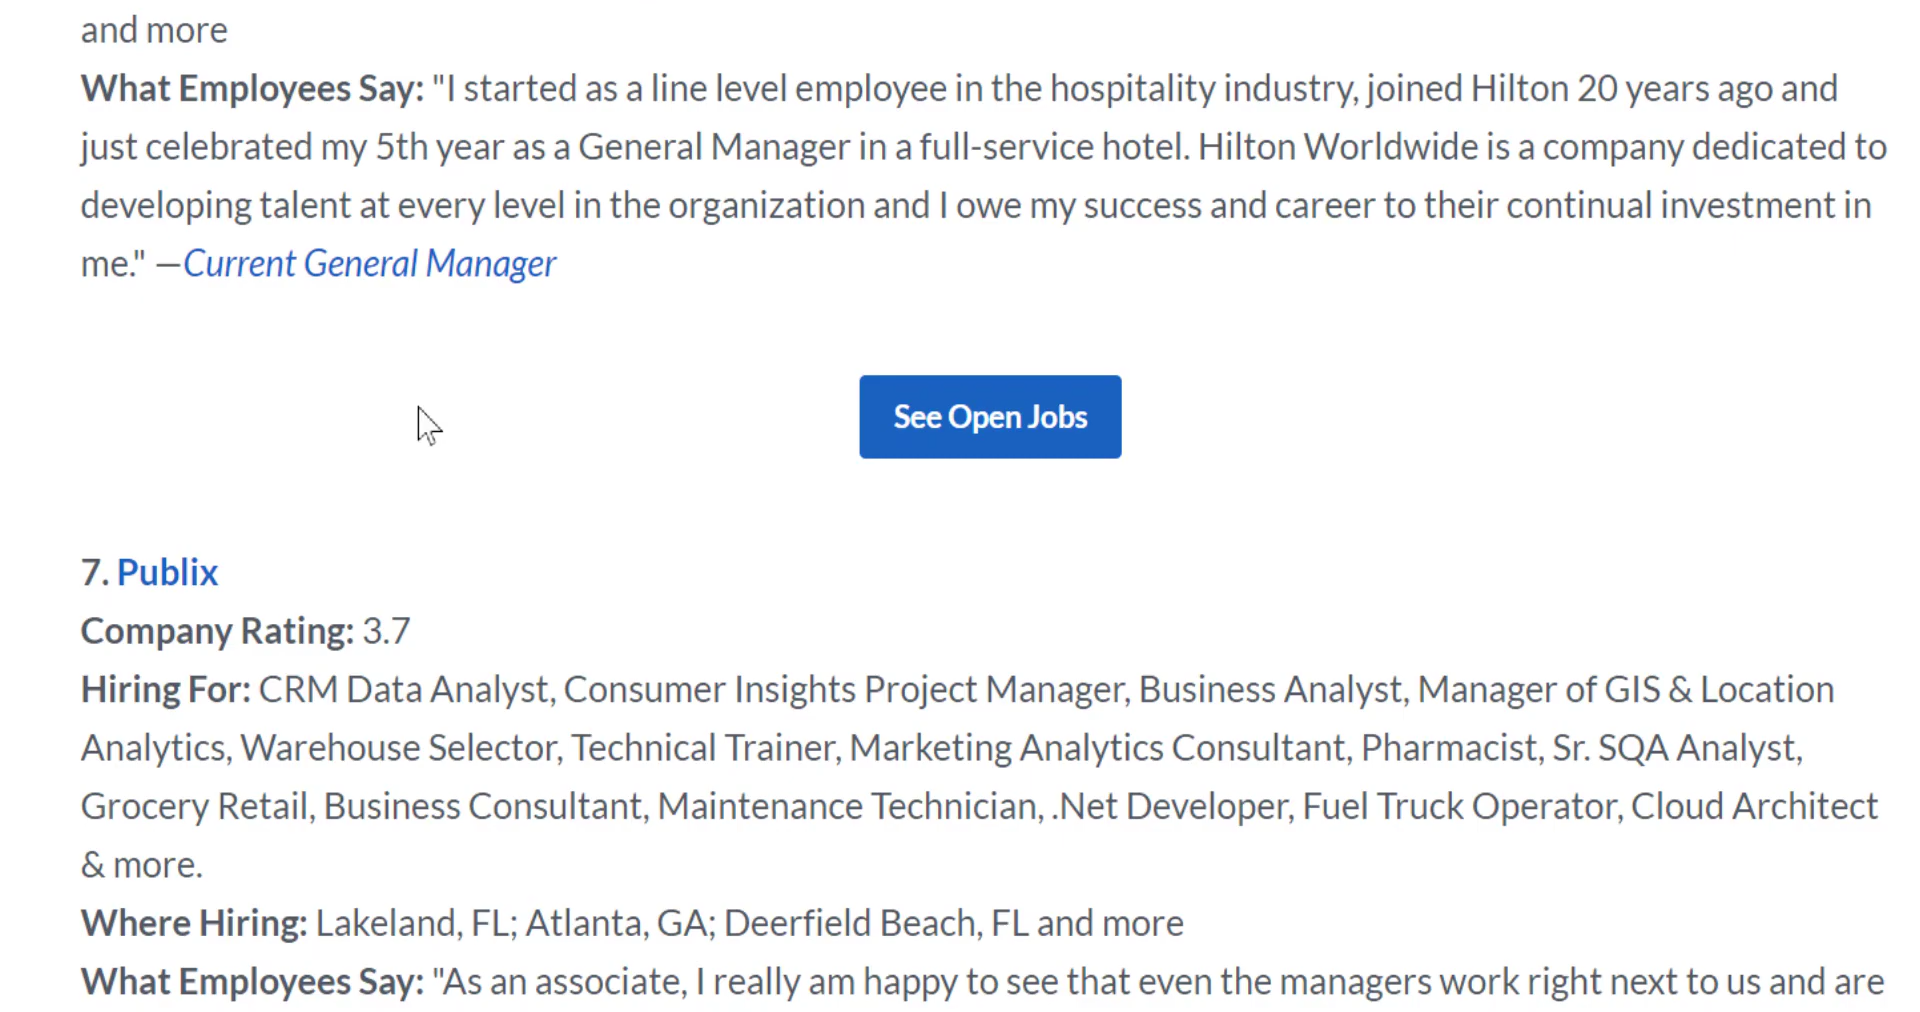 and more
What Employees Say: "I started as a line level employee in the hospitality industry, joined Hilton 20 years ago and
just celebrated my 5th year as a General Manager in a full-service hotel. Hilton Worldwide is a company dedicated to
developing talent at every level in the organization and I owe my success and career to their continual investment in
me." —Current General Manager
See Open Jobs
7. Publix
Company Rating: 3.7
Hiring For: CRM Data Analyst, Consumer Insights Project Manager, Business Analyst, Manager of GIS & Location
Analytics, Warehouse Selector, Technical Trainer, Marketing Analytics Consultant, Pharmacist, Sr. SQA Analyst,
Grocery Retail, Business Consultant, Maintenance Technician, .Net Developer, Fuel Truck Operator, Cloud Architect
& more.
Where Hiring: Lakeland, FL; Atlanta, GA; Deerfield Beach, FL and more
What Employees Say: "As an associate, I really am happy to see that even the managers work right next to us and are